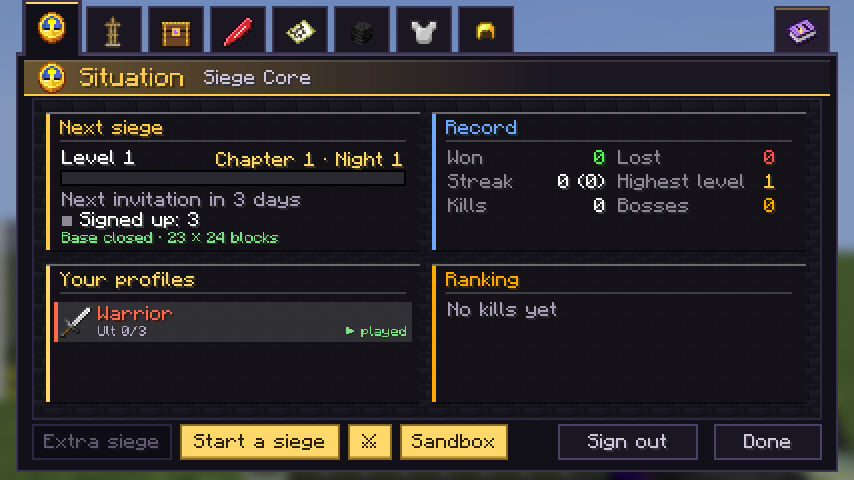 Situation Siege Core
Next siege
Level 1 Chapter 1 · Night 1
Next invitation in 3 days
Signed up: 3
Base closed · 23 × 24 blocks
Record
Won 0 Lost 0
Streak 0 (0) Highest level 1
Kills 0 Bosses 0
Your profiles
Warrior
Ult 0/3 ▶ played
Ranking
No kills yet
Extra siege Start a siege ⚔ Sandbox Sign out Done